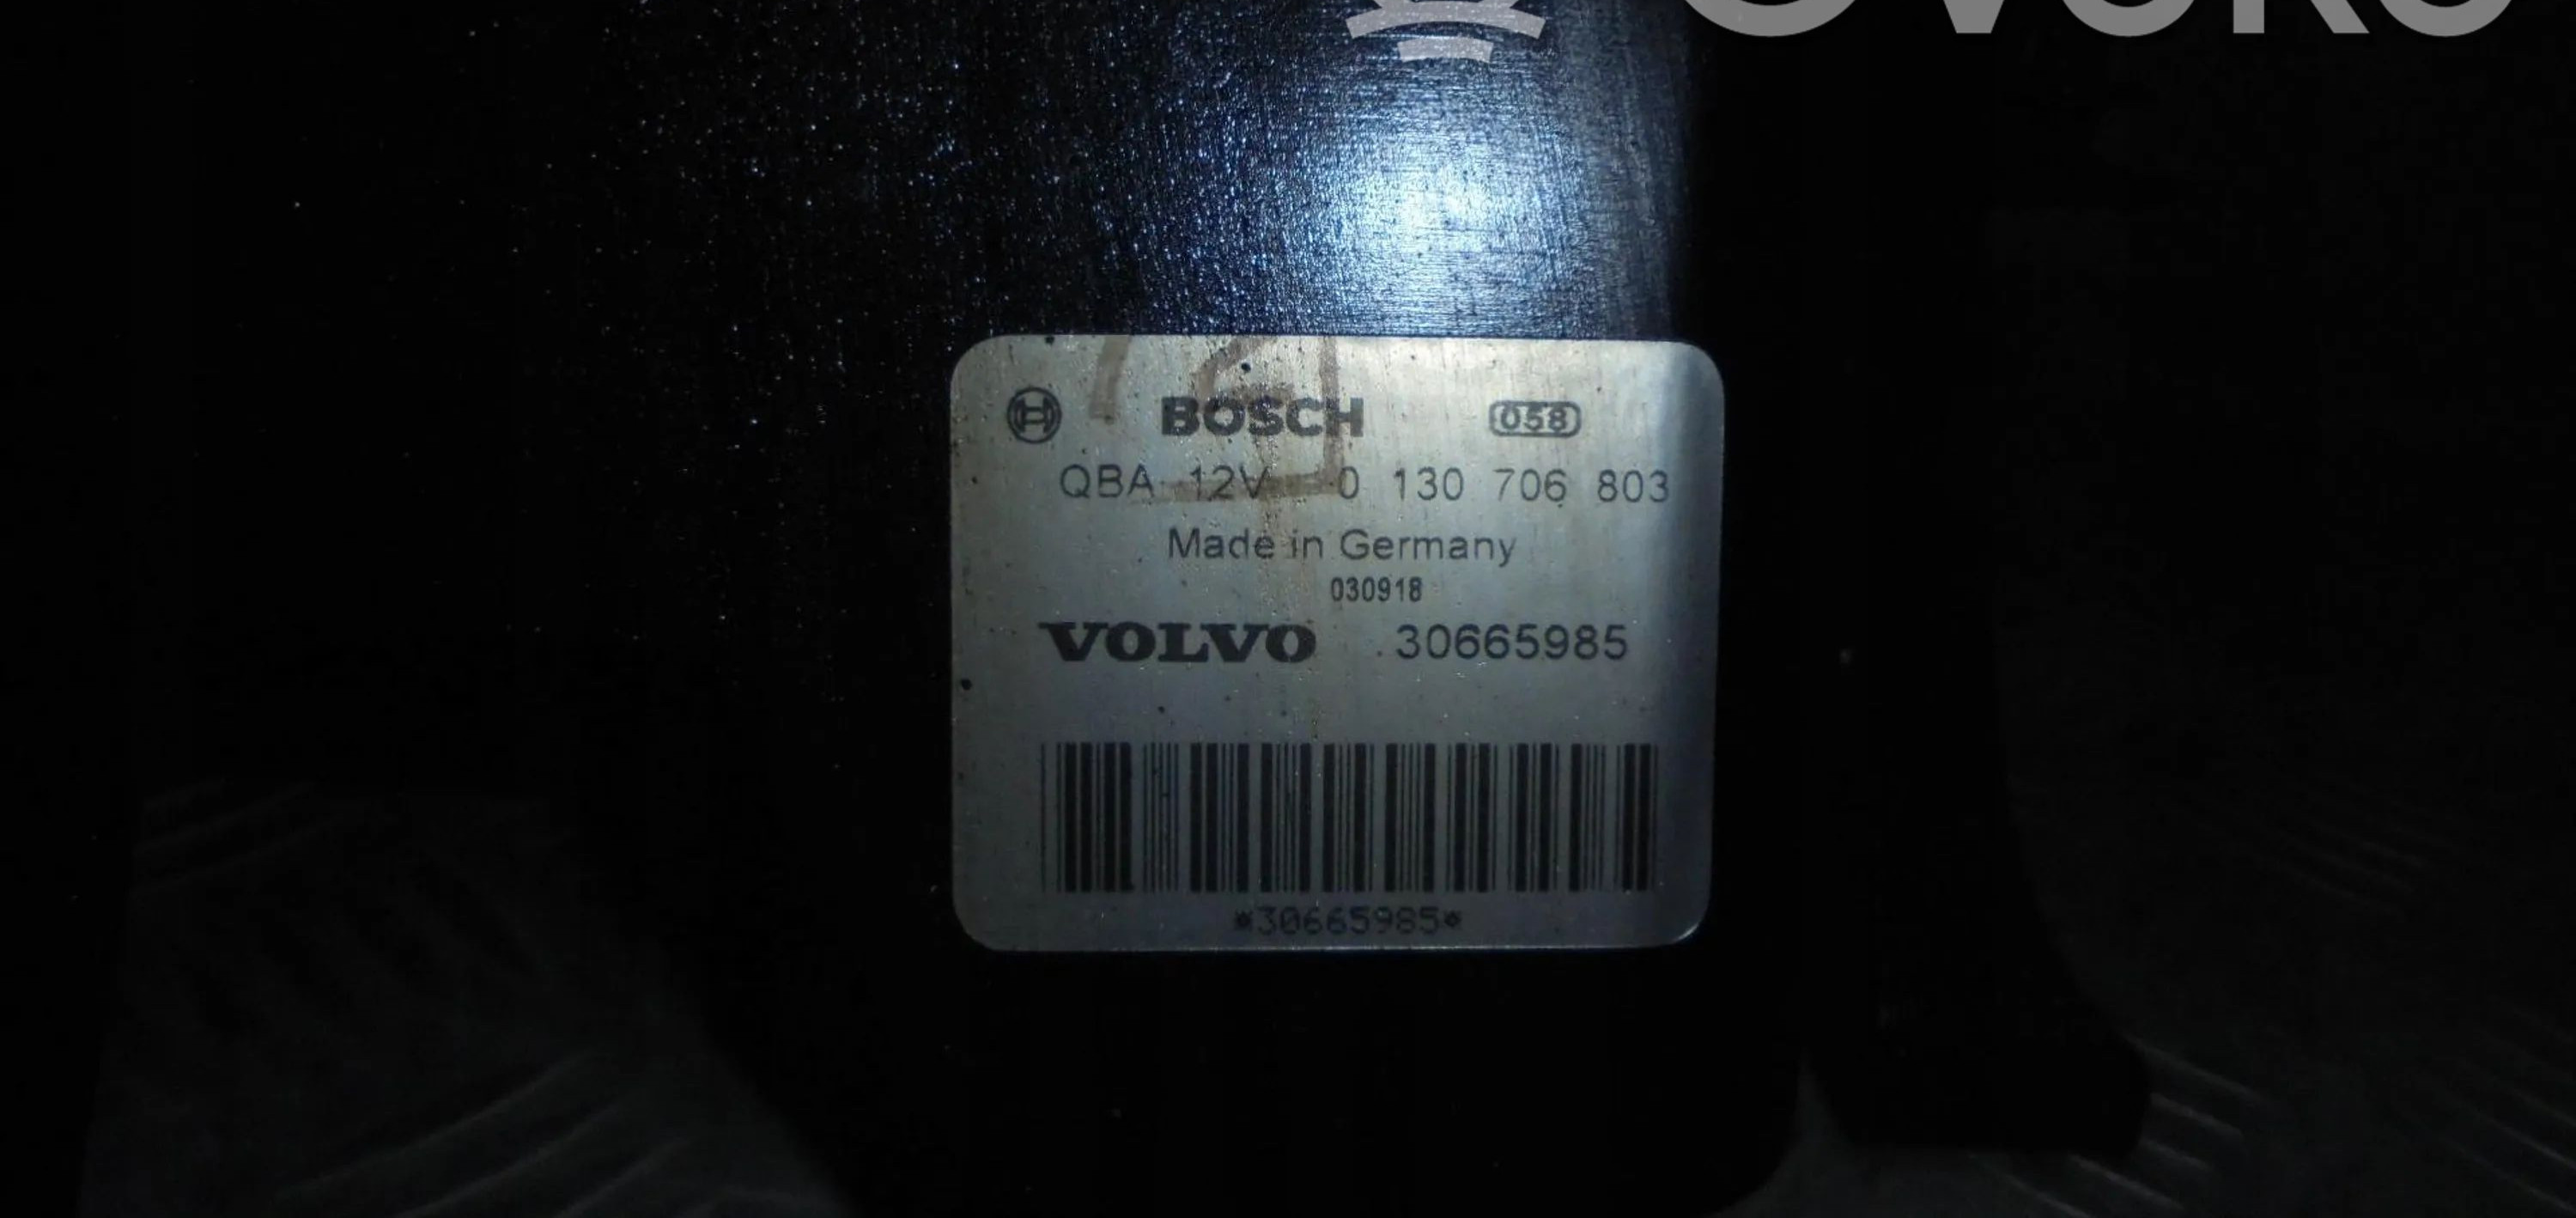 BOSCH 058
QBA 12V 0 130 706 803
Made in Germany
030918
VOLVO 30665985
*30665985*